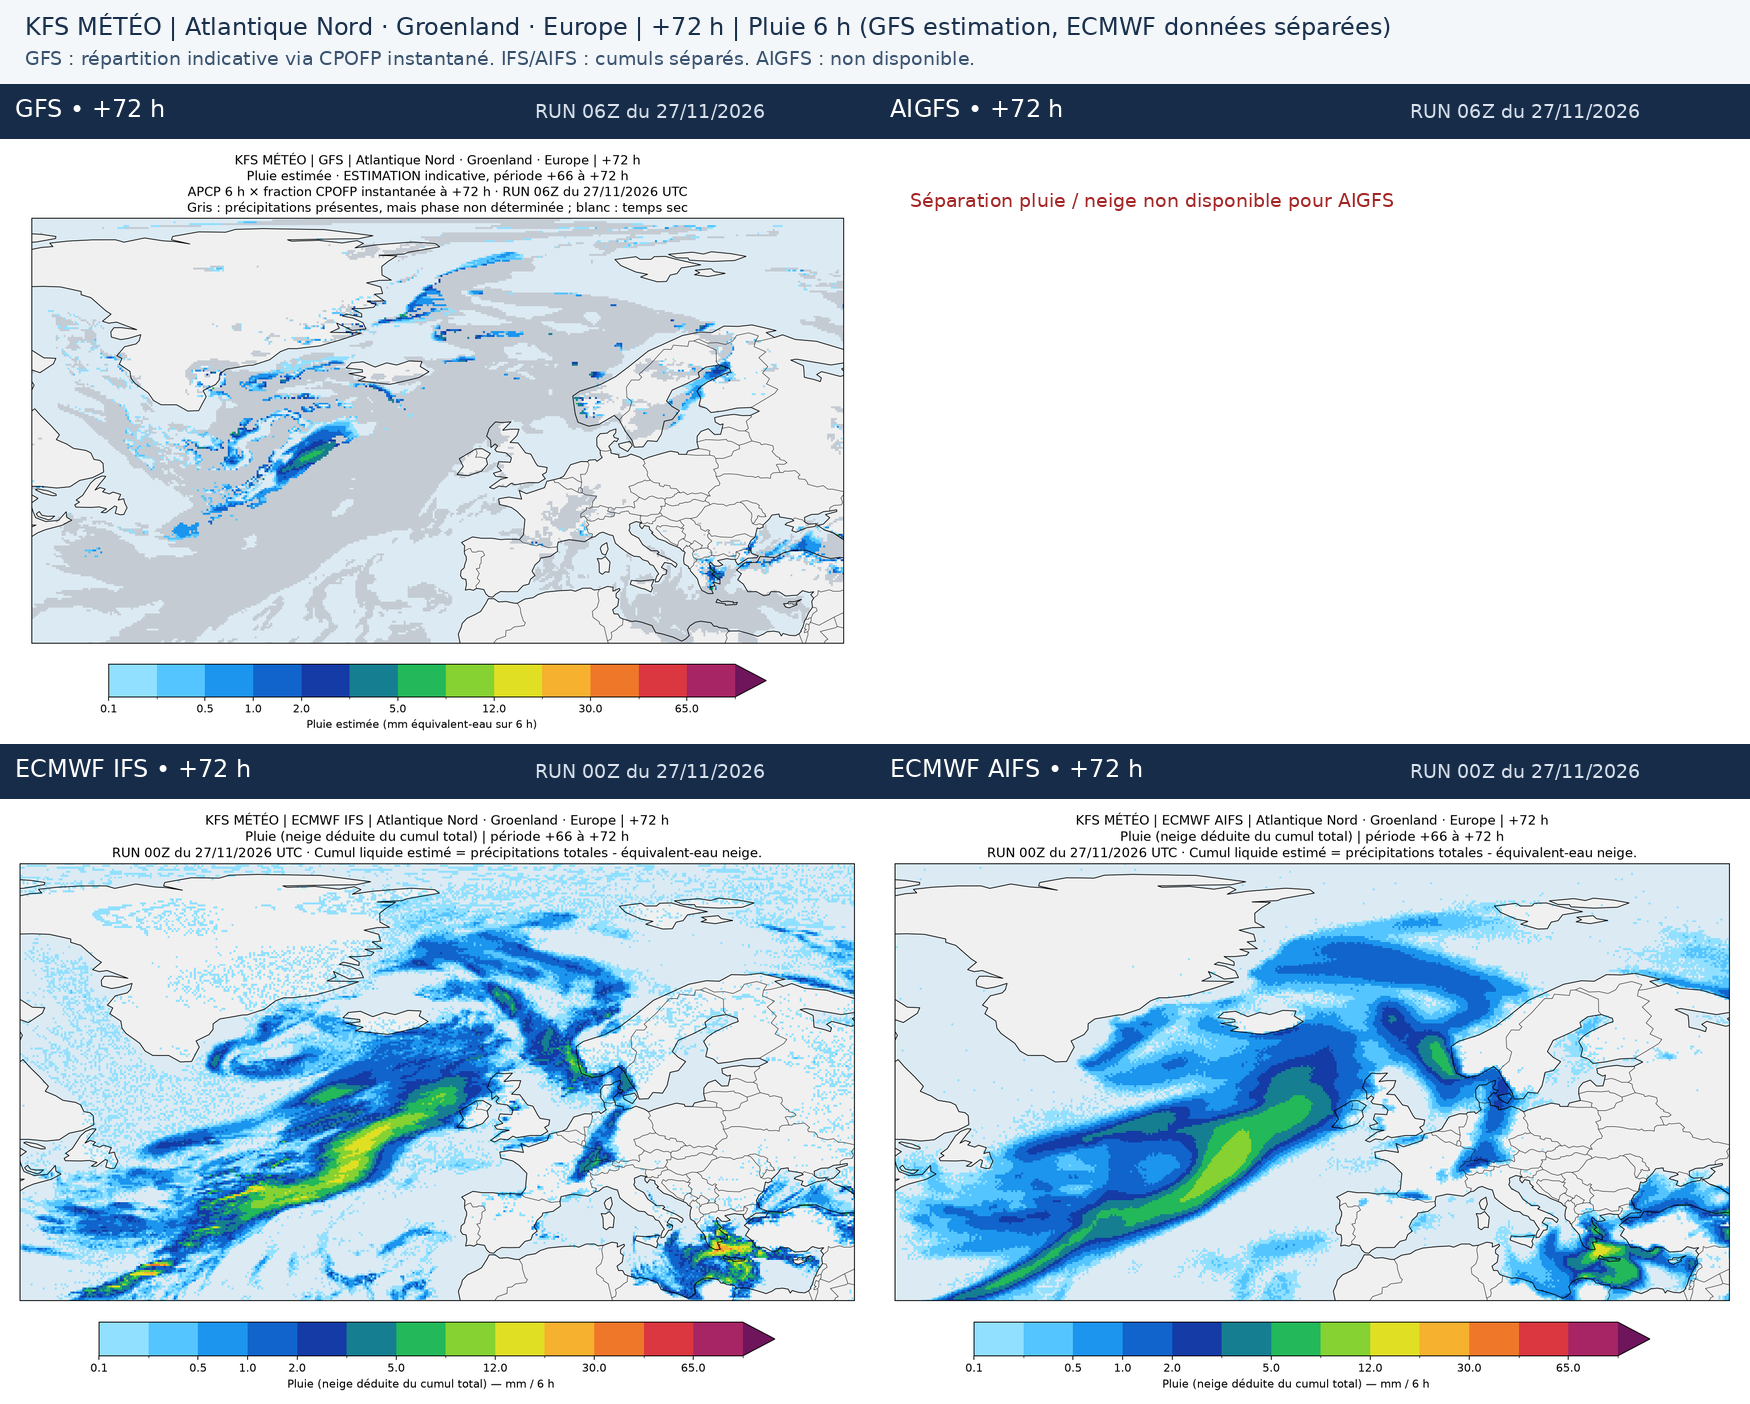 KFS MÉTÉO | Atlantique Nord · Groenland · Europe | +72 h | Pluie 6 h (GFS estimation, ECMWF données séparées)
GFS : répartition indicative via CPOFP instantané. IFS/AIFS : cumuls séparés. AIGFS : non disponible.
GFS • +72 h
RUN 06Z du 27/11/2026
AIGFS • +72 h
RUN 06Z du 27/11/2026
KFS MÉTÉO | GFS | Atlantique Nord · Groenland · Europe | +72 h
Pluie estimée · ESTIMATION indicative, période +66 à +72 h
APCP 6 h × fraction CPOFP instantanée à +72 h · RUN 06Z du 27/11/2026 UTC
Gris : précipitations présentes, mais phase non déterminée ; blanc : temps sec
Séparation pluie / neige non disponible pour AIGFS
0.1 0.5 1.0 2.0 5.0 12.0 30.0 65.0
Pluie estimée (mm équivalent-eau sur 6 h)
ECMWF IFS • +72 h
RUN 00Z du 27/11/2026
ECMWF AIFS • +72 h
RUN 00Z du 27/11/2026
KFS MÉTÉO | ECMWF IFS | Atlantique Nord · Groenland · Europe | +72 h
Pluie (neige déduite du cumul total) | période +66 à +72 h
RUN 00Z du 27/11/2026 UTC · Cumul liquide estimé = précipitations totales - équivalent-eau neige.
0.1 0.5 1.0 2.0 5.0 12.0 30.0 65.0
Pluie (neige déduite du cumul total) — mm / 6 h
KFS MÉTÉO | ECMWF AIFS | Atlantique Nord · Groenland · Europe | +72 h
Pluie (neige déduite du cumul total) | période +66 à +72 h
RUN 00Z du 27/11/2026 UTC · Cumul liquide estimé = précipitations totales - équivalent-eau neige.
0.1 0.5 1.0 2.0 5.0 12.0 30.0 65.0
Pluie (neige déduite du cumul total) — mm / 6 h